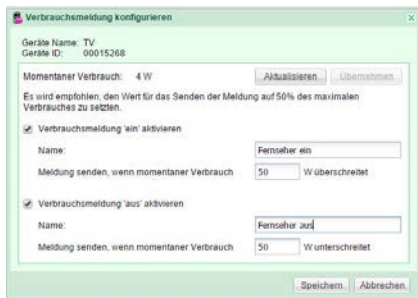 Verbrauchsmeldung konfigurieren
Geräte Name: TV
Geräte ID: 00015268
Momentaner Verbrauch: 4 W Aktualisieren Übernehmen
Es wird empfohlen, den Wert für das Senden der Meldung auf 50% des maximalen
Verbrauches zu setzten.
Verbrauchsmeldung 'ein' aktivieren
Name: Fernseher ein
Meldung senden, wenn momentaner Verbrauch 50 W überschreitet
Verbrauchsmeldung 'aus' aktivieren
Name: Fernseher aus
Meldung senden, wenn momentaner Verbrauch 50 W unterschreitet
Speichern Abbrechen